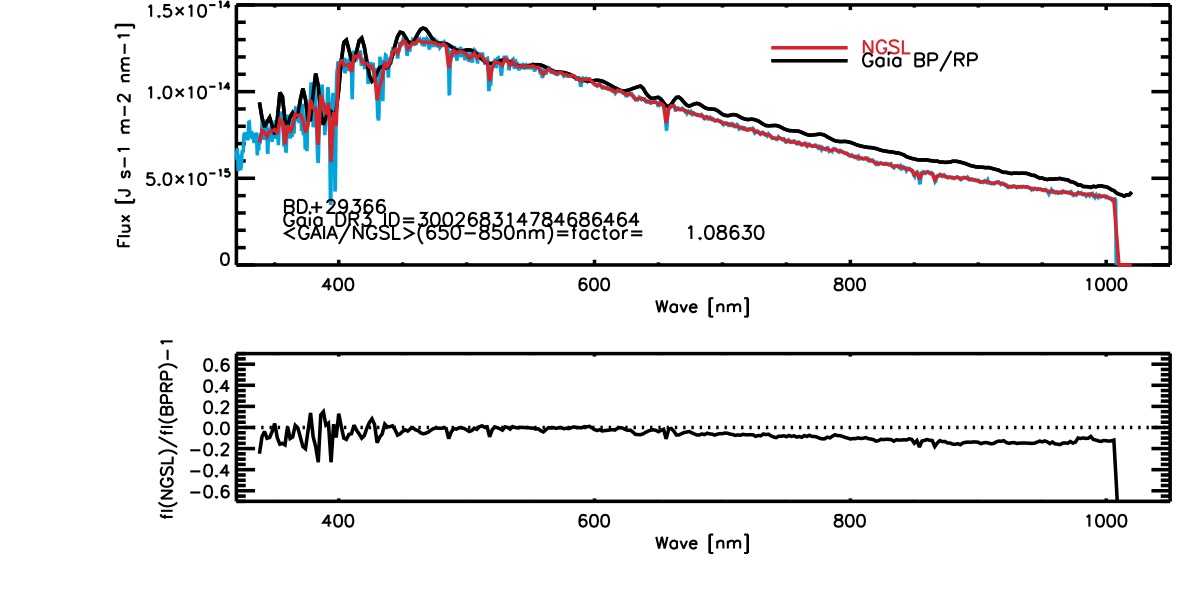 1.5×10−14
1.0×10−14
5.0×10−15
0
Flux [J s−1 m−2 nm−1]
NGSL
Gaia BP/RP
BD+29366
Gaia DR3 ID=300268314784686464
<GAIA/NGSL>(650−850nm)=factor= 1.08630
400 600 800 1000
Wave [nm]
fl(NGSL)/fl(BPRP)−1
0.6
0.4
0.2
0.0
−0.2
−0.4
−0.6
400 600 800 1000
Wave [nm]